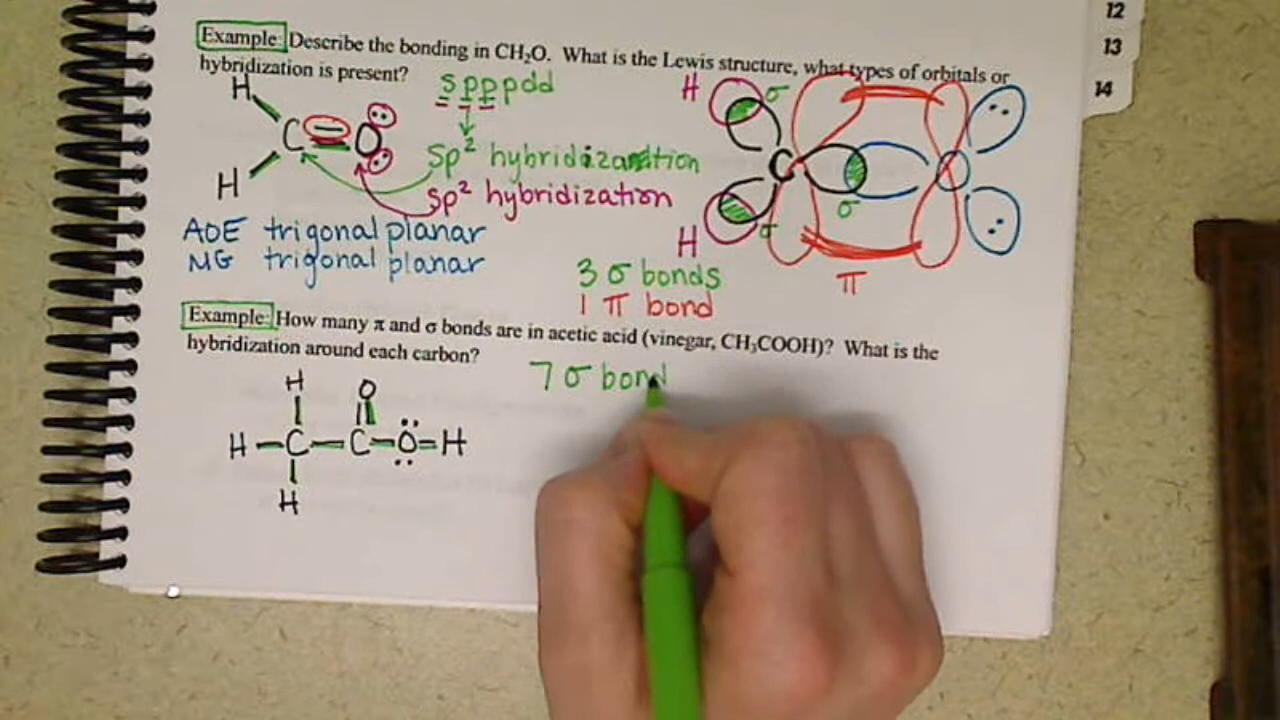 12
13
14
Example: Describe the bonding in CH₂O. What is the Lewis structure, what types of orbitals or
hybridization is present?
H
C = O
H
s p p p d d
sp² hybridization
sp² hybridization
AOE trigonal planar
MG trigonal planar
H
σ
C
σ
H
σ
π
3 σ bonds
1 π bond
Example: How many π and σ bonds are in acetic acid (vinegar, CH₃COOH)? What is the
hybridization around each carbon?
7 σ bond
H O
H – C – C – O – H
H